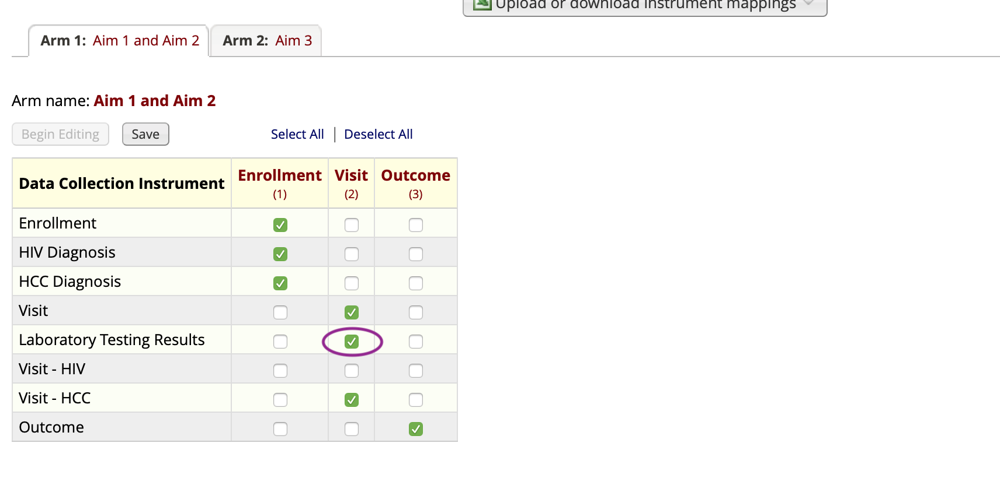 Upload or download instrument mappings
Arm 1: Aim 1 and Aim 2 Arm 2: Aim 3
Arm name: Aim 1 and Aim 2
Begin Editing Save Select All | Deselect All
Data Collection Instrument Enrollment (1) Visit (2) Outcome (3)
Enrollment
HIV Diagnosis
HCC Diagnosis
Visit
Laboratory Testing Results
Visit - HIV
Visit - HCC
Outcome